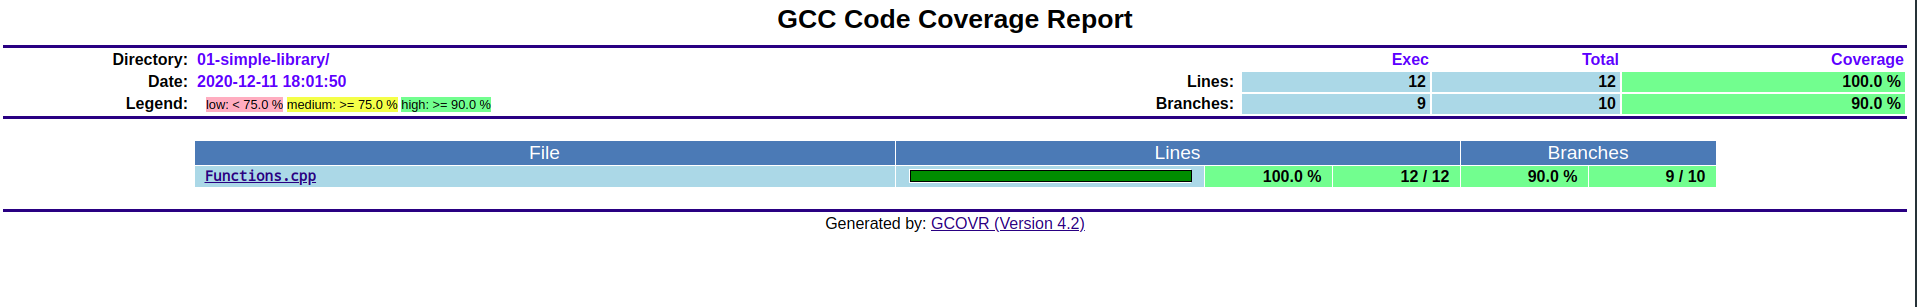 GCC Code Coverage Report
Directory: 01-simple-library/ Exec Total Coverage
Date: 2020-12-11 18:01:50 Lines: 12 12 100.0 %
Legend: low: < 75.0 % medium: >= 75.0 % high: >= 90.0 % Branches: 9 10 90.0 %
File Lines Branches
Functions.cpp 100.0 % 12 / 12 90.0 % 9 / 10
Generated by: GCOVR (Version 4.2)